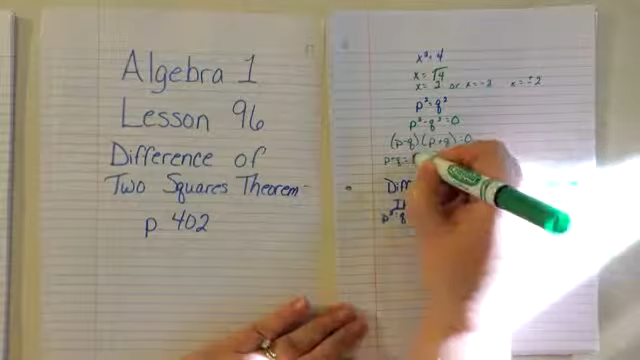 Algebra 1
Lesson 96
Difference of
Two Squares Theorem
p 402
x² = 4
x = √4
x = 2 or x = -2 x = ±2
p² = q²
p² - q² = 0
(p-q)(p+q) = 0
p-q =